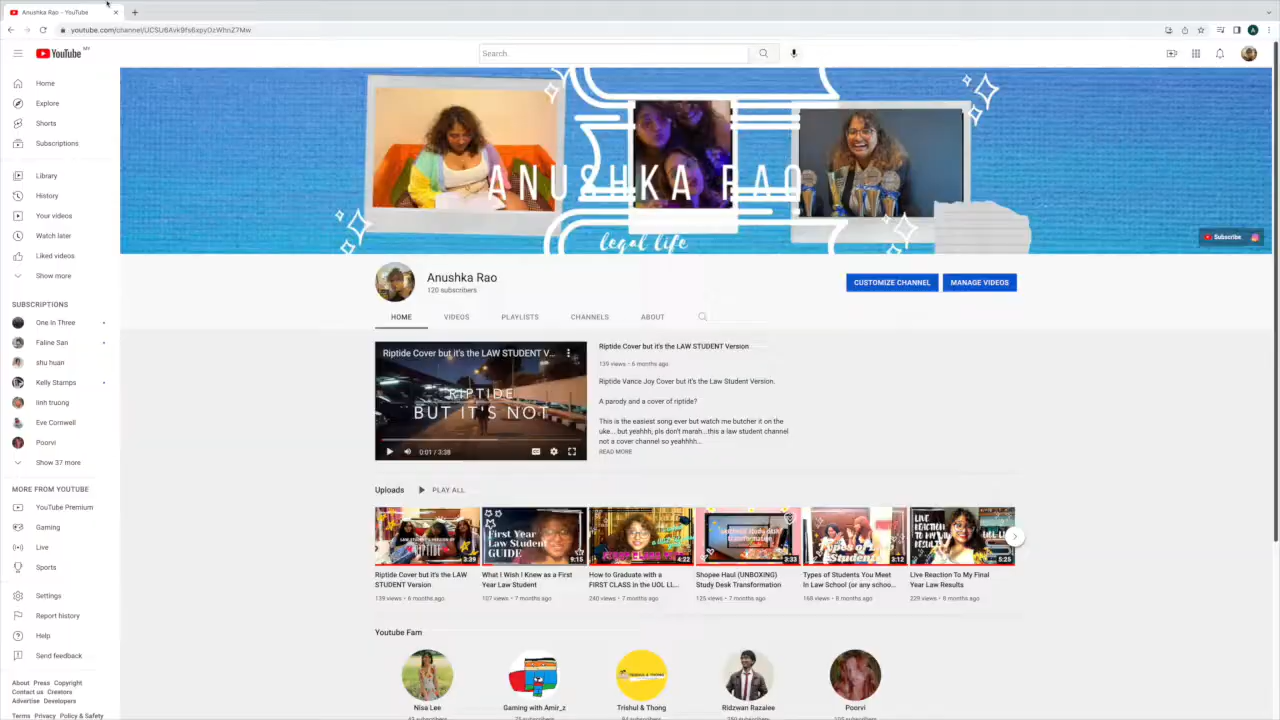 Anushka Rao - YouTube
youtube.com/channel/UCSU6Avk9fs6xpyOzWhnZ7Mw
YouTube MY
Search
Home
Explore
Shorts
Subscriptions
Library
History
Your videos
Watch later
Liked videos
Show more
SUBSCRIPTIONS
One In Three
Faline San
shu huan
Kelly Stamps
linh truong
Eve Cornwell
Poorvi
Show 37 more
MORE FROM YOUTUBE
YouTube Premium
Gaming
Live
Sports
Settings
Report history
Help
Send feedback
About Press Copyright
Contact us Creators
Advertise Developers
Terms Privacy Policy & Safety
ANUSHKA RAO
legal life
Subscribe
Anushka Rao
120 subscribers
CUSTOMIZE CHANNEL
MANAGE VIDEOS
HOME
VIDEOS
PLAYLISTS
CHANNELS
ABOUT
Riptide Cover but it's the LAW STUDENT V...
RIPTIDE
BUT IT'S NOT
0:01 / 3:38
Riptide Cover but it's the LAW STUDENT Version
139 views • 6 months ago
Riptide Vance Joy Cover but it's the Law Student Version.
A parody and a cover of riptide?
This is the easiest song ever but watch me butcher it on the
uke... but yeahhh, pls don't marah...this a law student channel
not a cover channel so yeahhhh...
READ MORE
Uploads
PLAY ALL
3:39
Riptide Cover but it's the LAW
STUDENT Version
139 views • 6 months ago
First Year
Law Student
GUIDE
9:15
What I Wish I Knew as a First
Year Law Student
107 views • 7 months ago
4:22
How to Graduate with a
FIRST CLASS in the UOL LL...
240 views • 7 months ago
3:33
Shopee Haul (UNBOXING)
Study Desk Transformation
125 views • 7 months ago
Types of
Students
3:12
Types of Students You Meet
In Law School (or any schoo...
168 views • 8 months ago
LIVE
REACTION
TO MY
RESULTS
5:25
Live Reaction To My Final
Year Law Results
229 views • 8 months ago
Youtube Fam
Nisa Lee
Gaming with Amir_z
TRISHUL & THONG
Trishul & Thong
Ridzwan Razalee
Poorvi